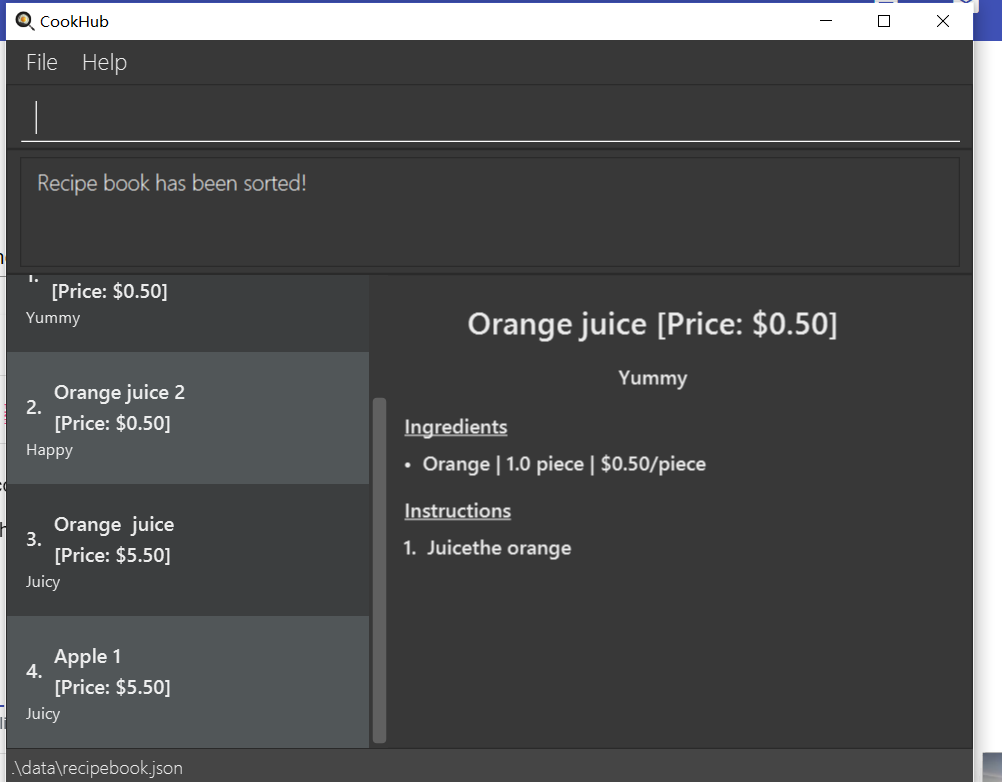 CookHub
File Help
Recipe book has been sorted!
1.
[Price: $0.50]
Yummy
2. Orange juice 2
[Price: $0.50]
Happy
3. Orange  juice
[Price: $5.50]
Juicy
4. Apple 1
[Price: $5.50]
Juicy
Orange juice [Price: $0.50]
Yummy
Ingredients
• Orange | 1.0 piece | $0.50/piece
Instructions
1. Juicethe orange
.\data\recipebook.json